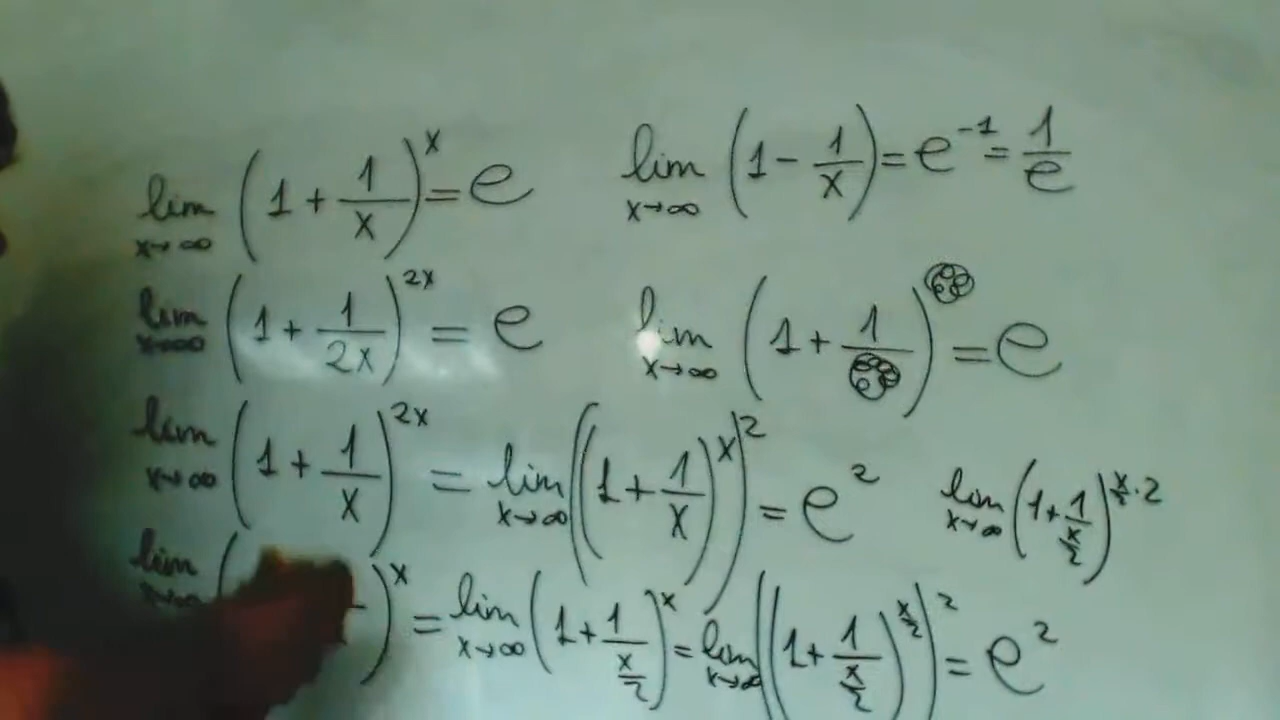 lim x→∞ (1 + 1/x)^x = e
lim x→∞ (1 - 1/x) = e^-1 = 1/e
lim x→∞ (1 + 1/2x)^2x = e
lim x→∞ (1 + 1/)  = e
lim x→∞ (1 + 1/x)^2x = lim x→∞ ((1 + 1/x)^x)^2 = e^2
lim x→∞ (1 + 1/(x/2))^(x/2 · 2)
lim x→∞ ( )^x = lim x→∞ (1 + 1/(x/2))^x = lim x→∞ ((1 + 1/(x/2))^(x/2))^2 = e^2